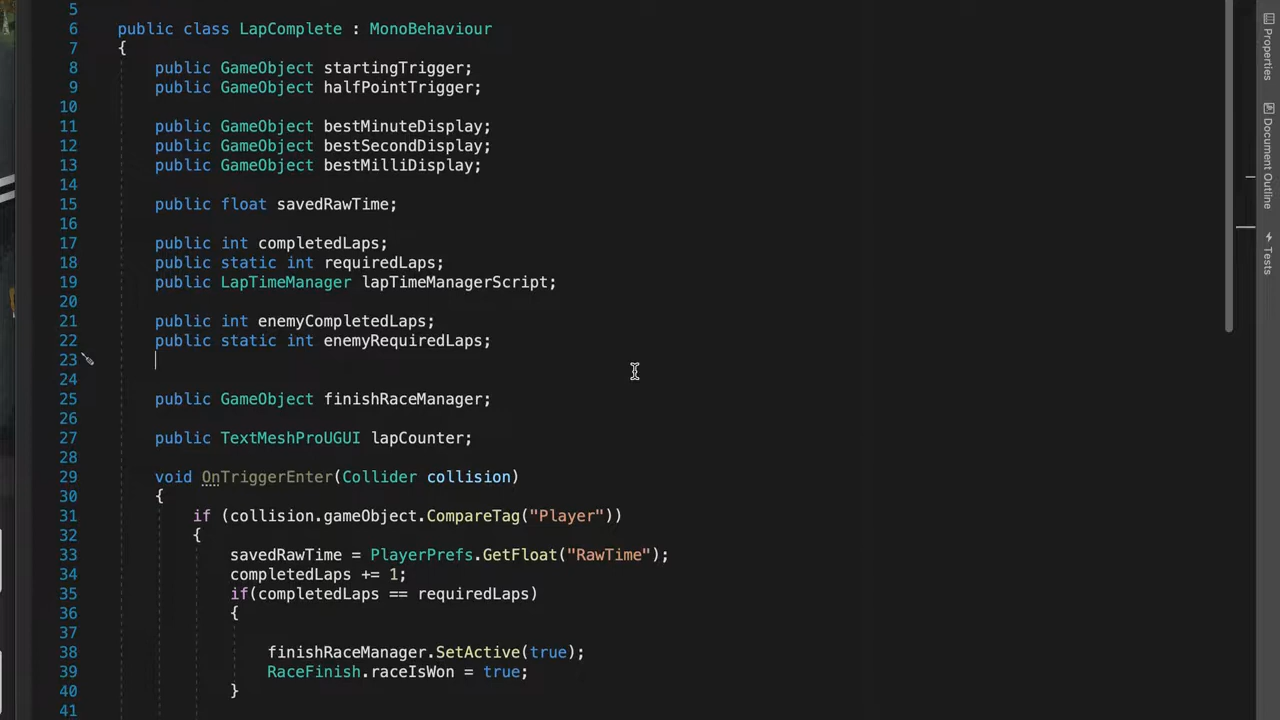 5
6 public class LapComplete : MonoBehaviour
7 {
8 public GameObject startingTrigger;
9 public GameObject halfPointTrigger;
10
11 public GameObject bestMinuteDisplay;
12 public GameObject bestSecondDisplay;
13 public GameObject bestMilliDisplay;
14
15 public float savedRawTime;
16
17 public int completedLaps;
18 public static int requiredLaps;
19 public LapTimeManager lapTimeManagerScript;
20
21 public int enemyCompletedLaps;
22 public static int enemyRequiredLaps;
23
24
25 public GameObject finishRaceManager;
26
27 public TextMeshProUGUI lapCounter;
28
29 void OnTriggerEnter(Collider collision)
30 {
31 if (collision.gameObject.CompareTag("Player"))
32 {
33 savedRawTime = PlayerPrefs.GetFloat("RawTime");
34 completedLaps += 1;
35 if(completedLaps == requiredLaps)
36 {
37
38 finishRaceManager.SetActive(true);
39 RaceFinish.raceIsWon = true;
40 }
41
Properties
Document Outline
Tests